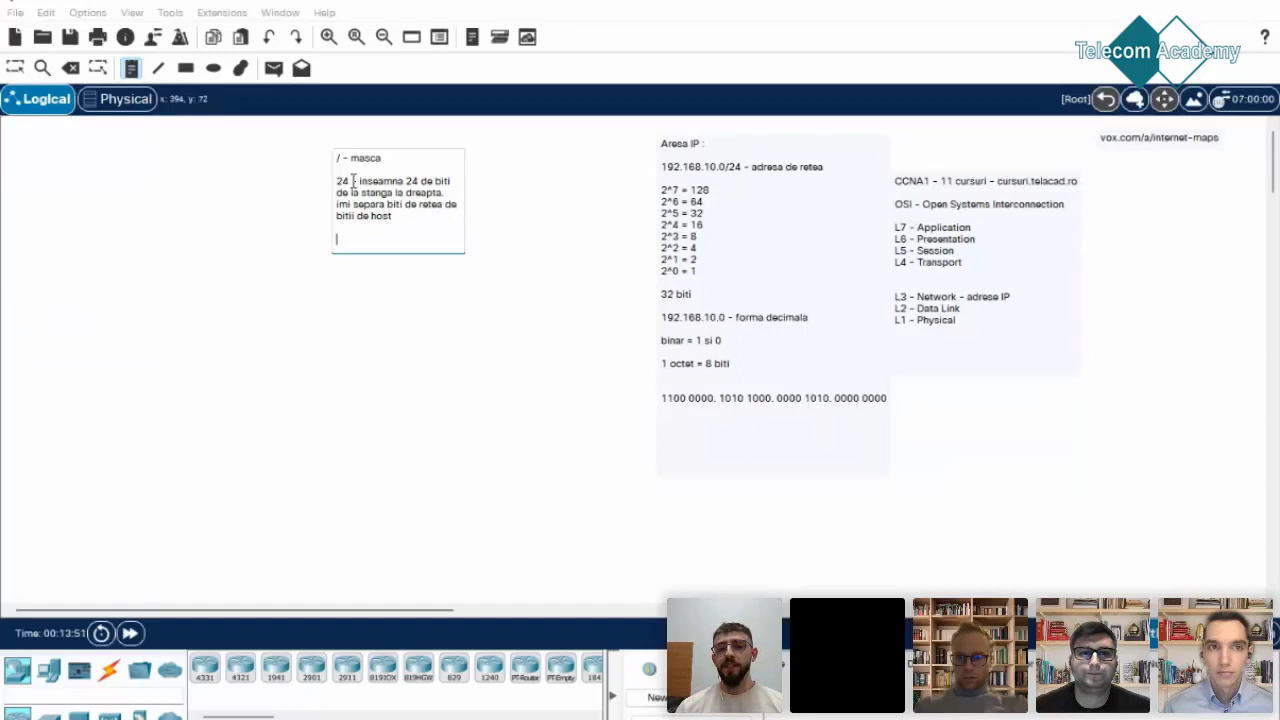 File Edit Options View Tools Extensions Window Help
Telecom Academy
?
Logical Physical x: 394, y: 72
[Root] 07:00:00
/ - masca
24 - inseamna 24 de biti
de la stanga la dreapta.
imi separa biti de retea de
bitii de host
Aresa IP :
192.168.10.0/24 - adresa de retea
2^7 = 128
2^6 = 64
2^5 = 32
2^4 = 16
2^3 = 8
2^2 = 4
2^1 = 2
2^0 = 1
32 biti
192.168.10.0 - forma decimala
binar = 1 si 0
1 octet = 8 biti
1100 0000. 1010 1000. 0000 1010. 0000 0000
vox.com/a/internet-maps
CCNA1 - 11 cursuri - cursuri.telacad.ro
OSI - Open Systems Interconnection
L7 - Application
L6 - Presentation
L5 - Session
L4 - Transport
L3 - Network - adrese IP
L2 - Data Link
L1 - Physical
Time: 00:13:51
4331 4321 1941 2901 2911 819IOX 819HGW 829 1240 PT-Router PT-Empty 184
New